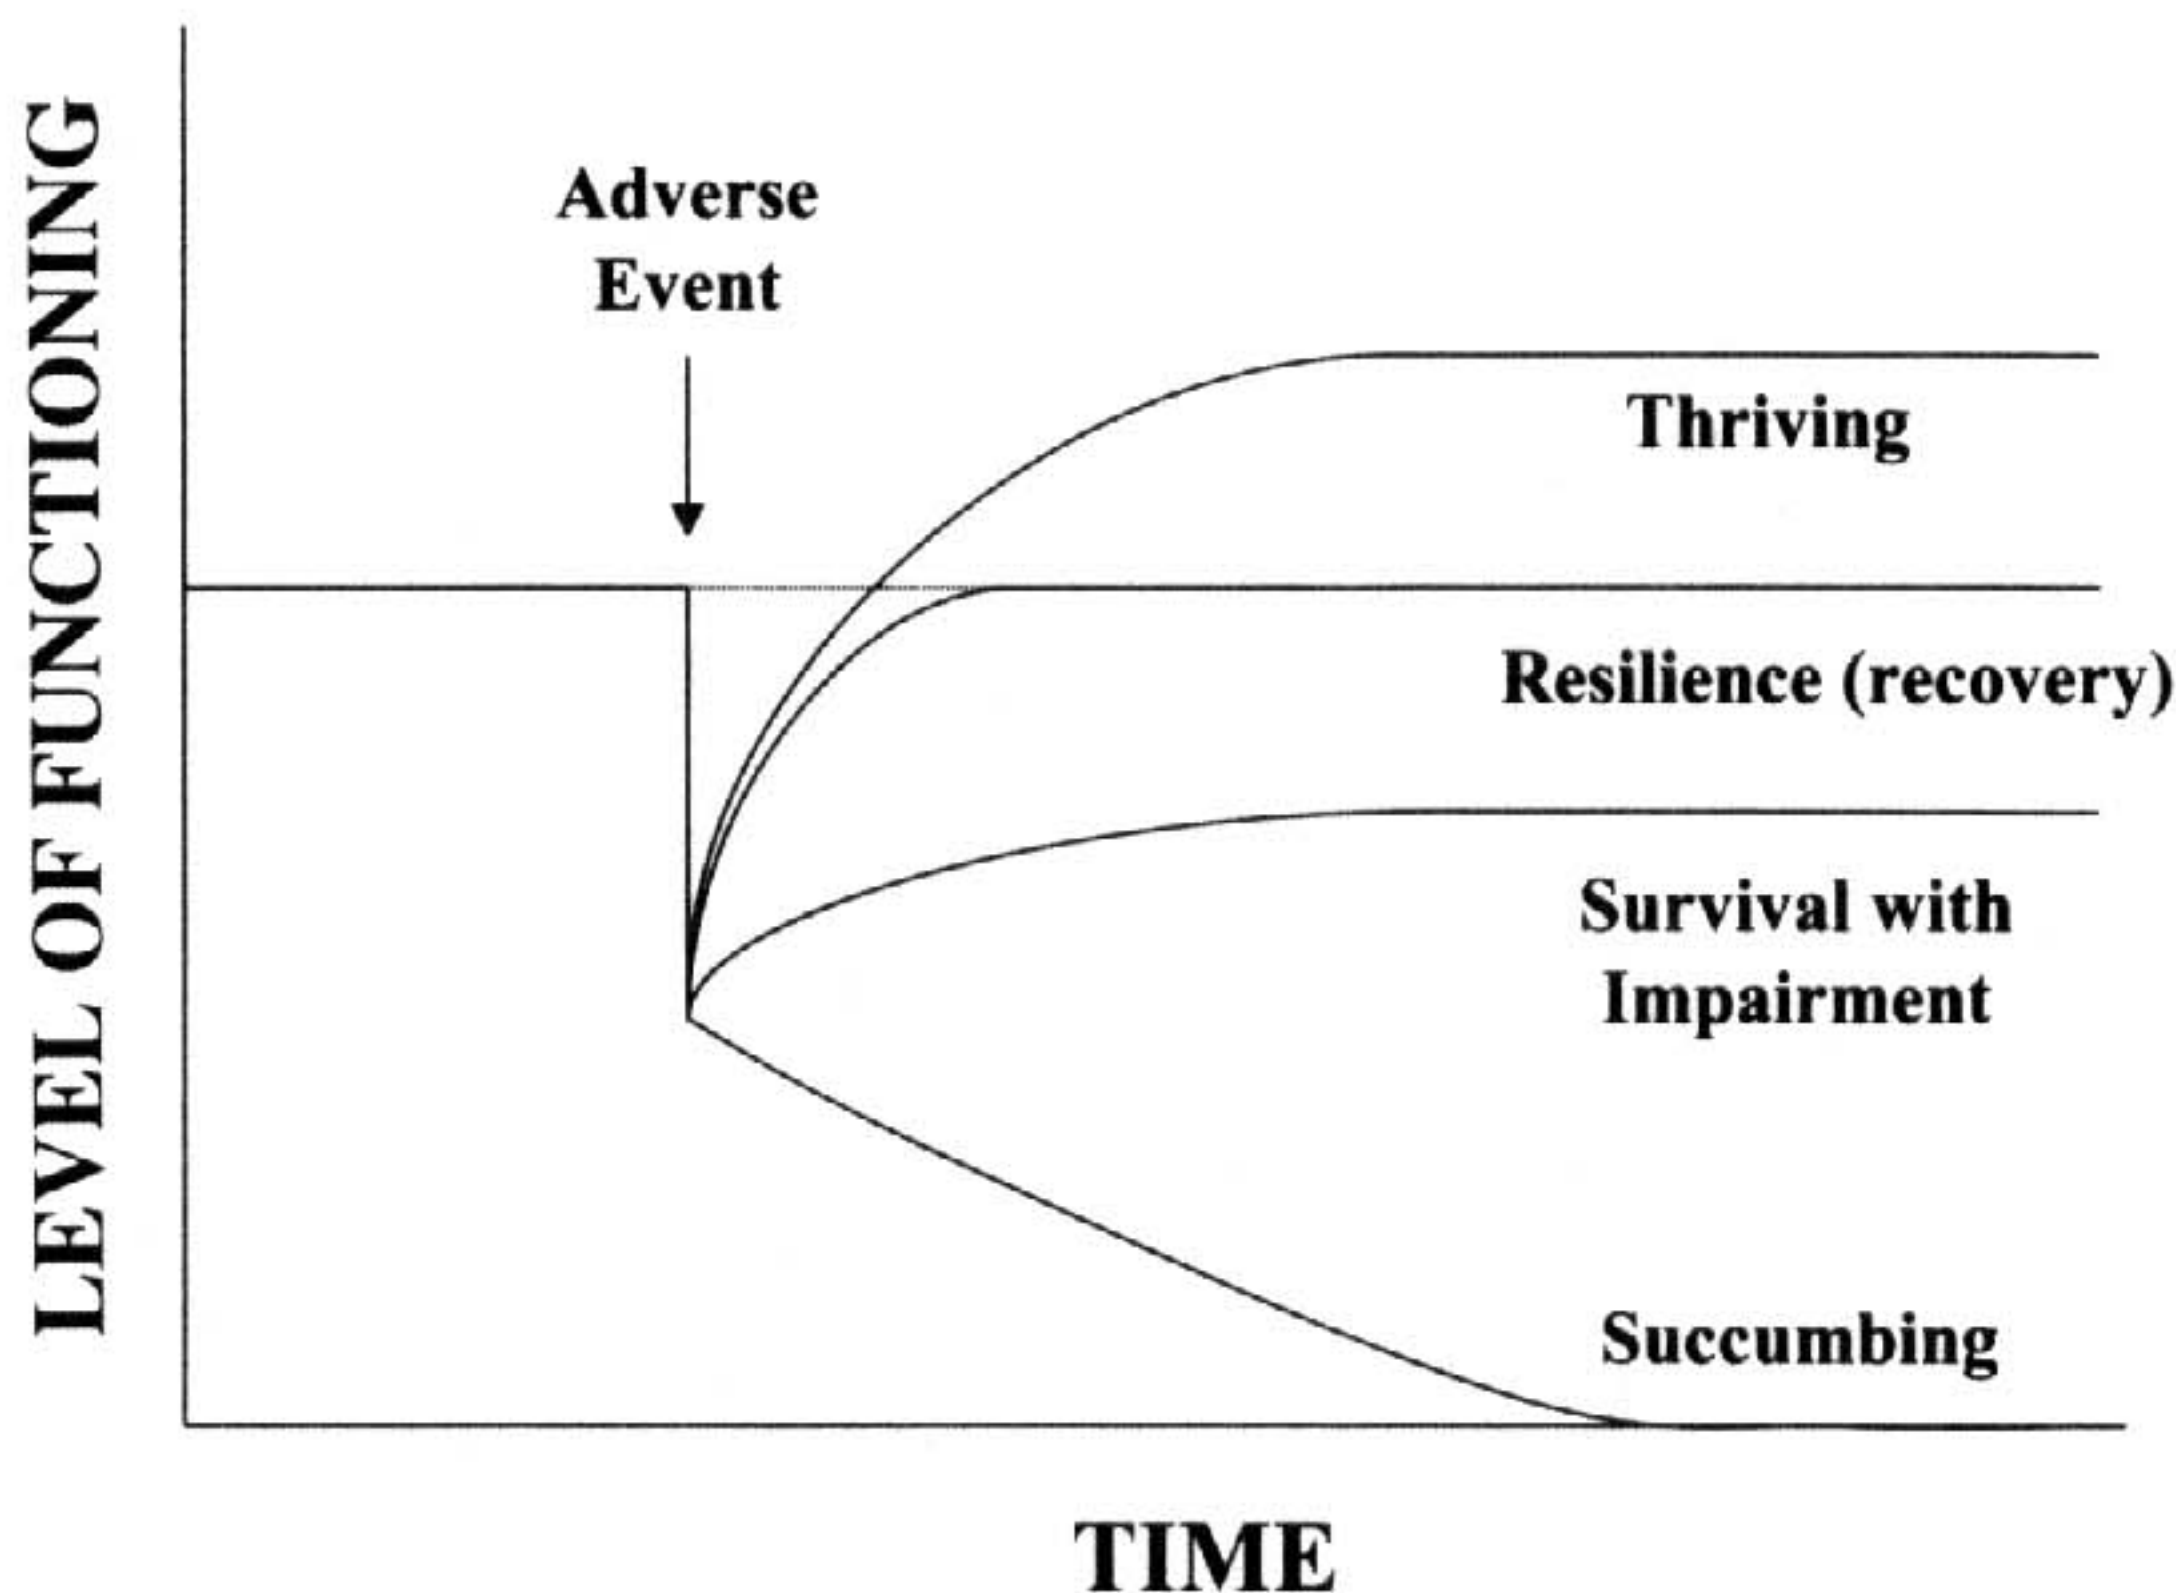 LEVEL OF FUNCTIONING
Adverse
Event
Thriving
Resilience (recovery)
Survival with
Impairment
Succumbing
TIME